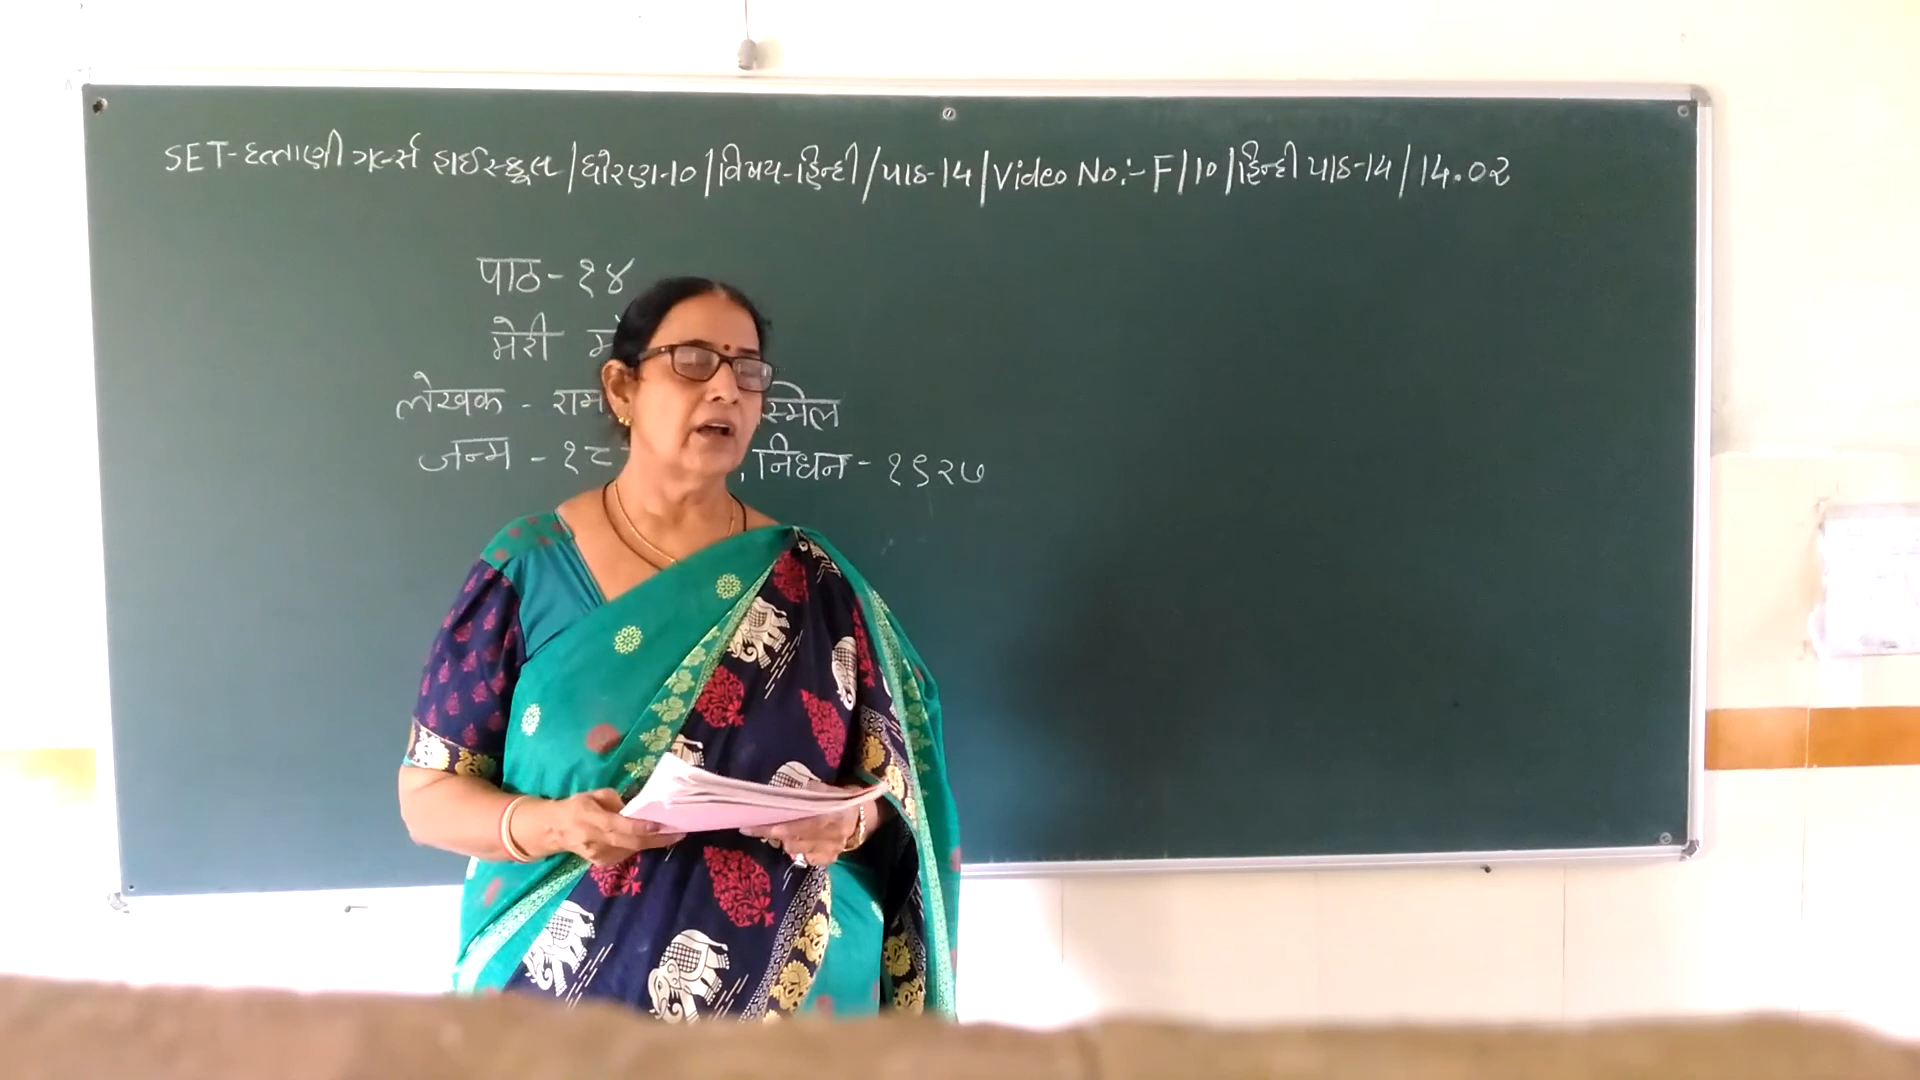 SET-દત્તાણી ગર્લ્સ હાઈસ્કૂલ/ધોરણ-10/વિષય-હિન્દી/પાઠ-14/Video No.:- F/10/હિન્દી પાઠ-14/14.02
पाठ-१४
मेरी
लेखक - राम स्मिल
जन्म - १८ , निधन - १९२७